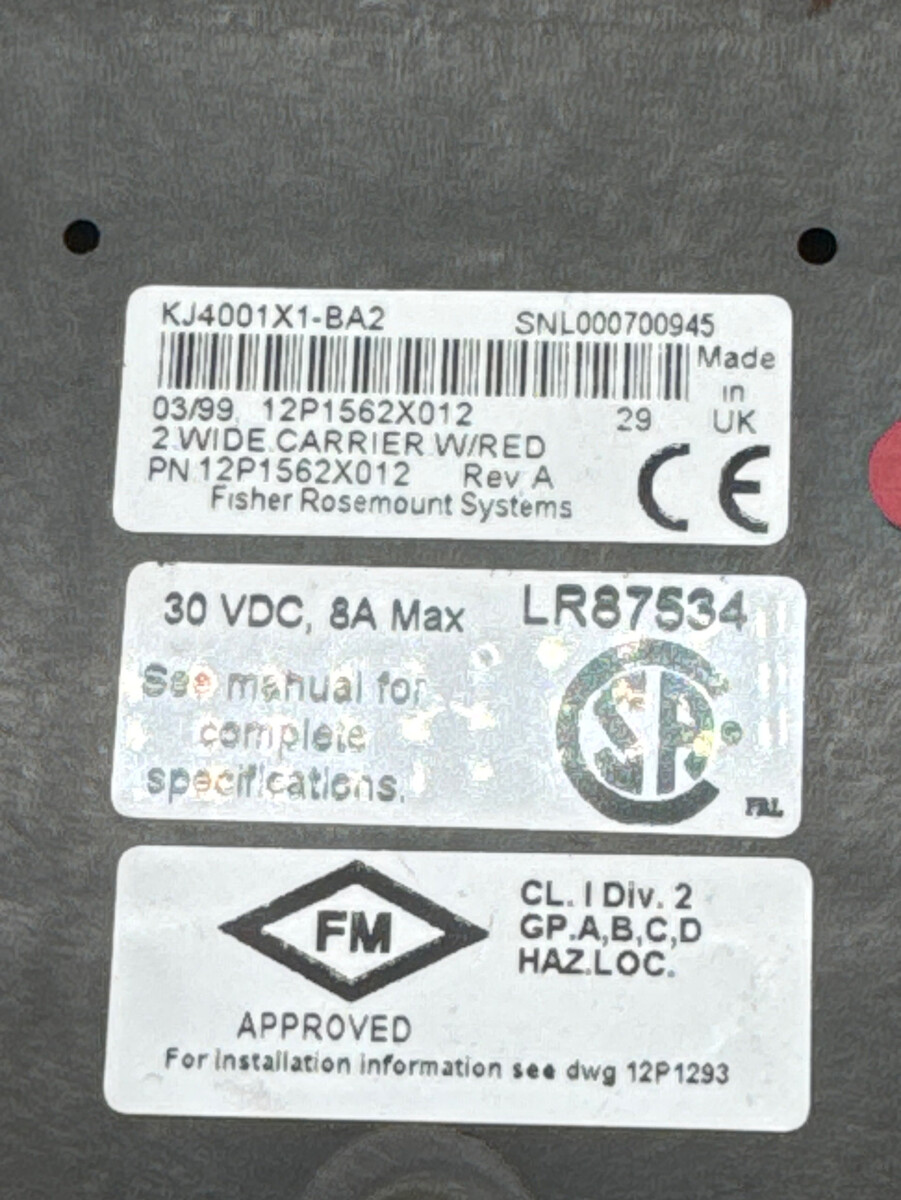 KJ4001X1-BA2 SNL000700945
Made
in
UK
03/99, 12P1562X012 29
2 WIDE CARRIER W/RED
PN 12P1562X012 Rev A
Fisher Rosemount Systems
CE
30 VDC, 8A Max LR87534
See manual for
complete
specifications.
FM
APPROVED
CL. I Div. 2
GP.A,B,C,D
HAZ.LOC.
For Installation information see dwg 12P1293